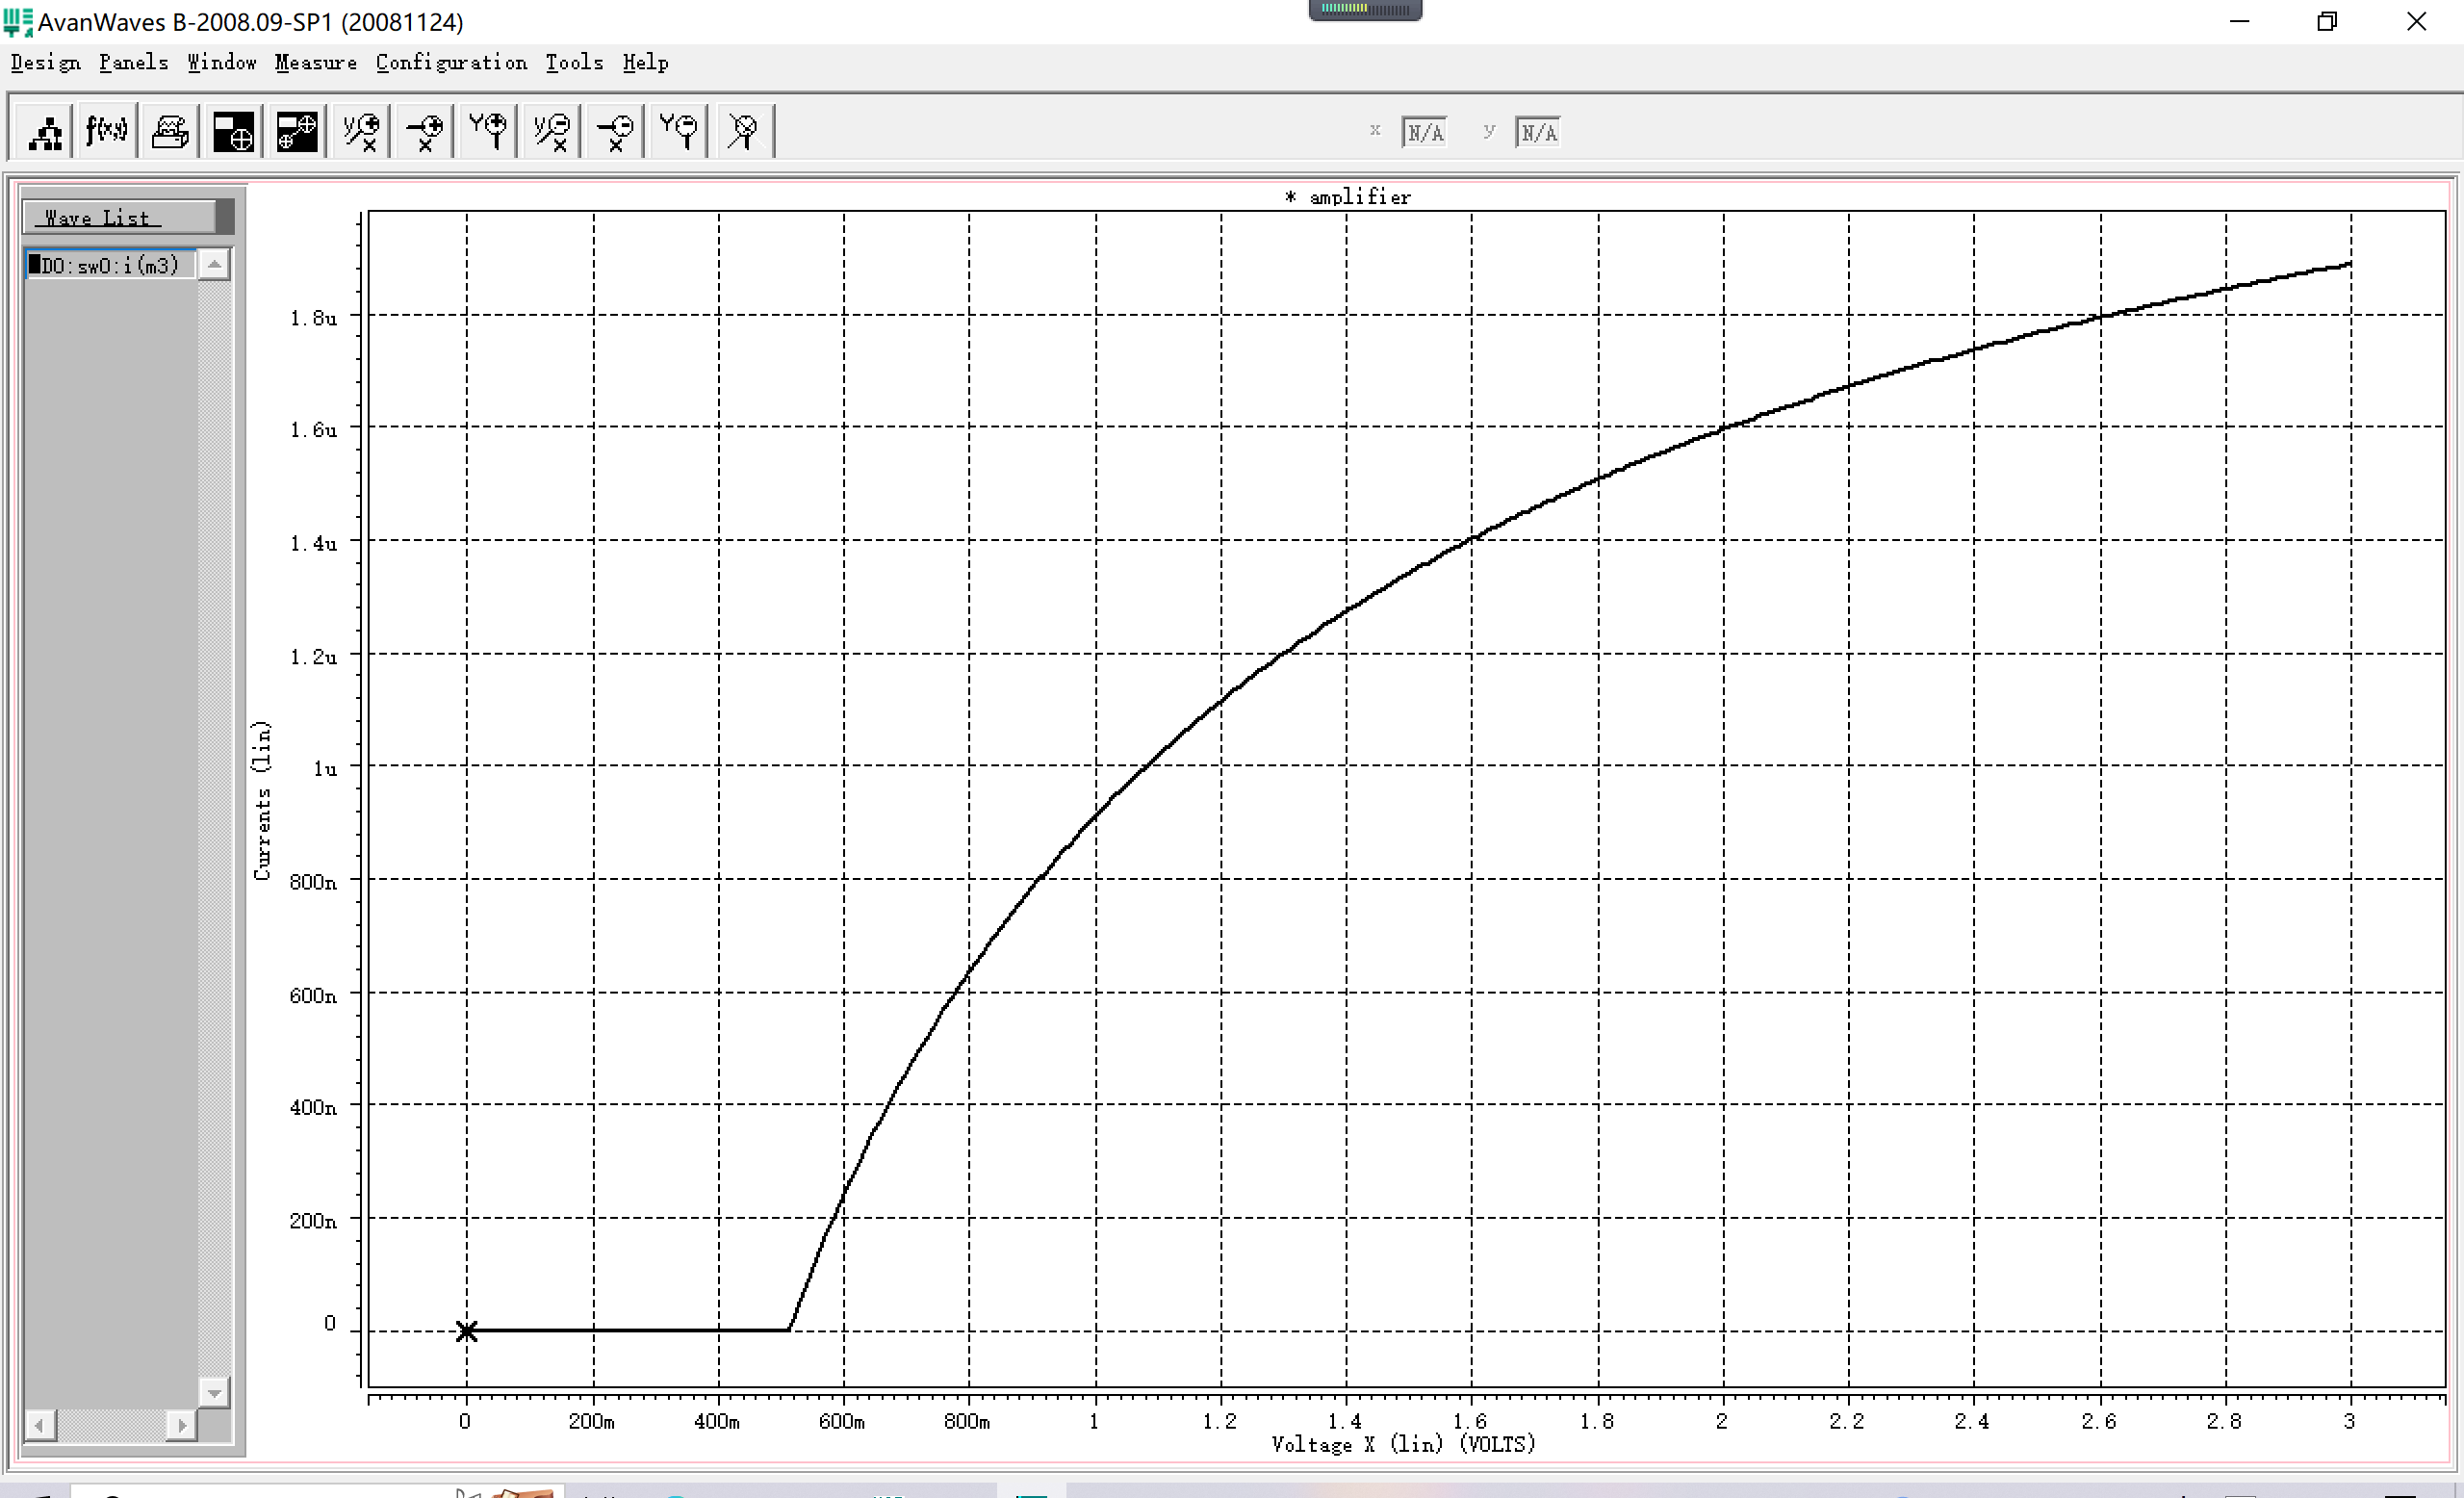 AvanWaves B-2008.09-SP1 (20081124)
Design Panels Window Measure Configuration Tools Help
f(x,y) y x x Y y x x Y x N/A y N/A
* amplifier
Wave List
D0:sw0:i(m3)
1.8u
1.6u
1.4u
1.2u
1u
800n
600n
400n
200n
0
Currents (lin)
0 200m 400m 600m 800m 1 1.2 1.4 1.6 1.8 2 2.2 2.4 2.6 2.8 3
Voltage X (lin) (VOLTS)